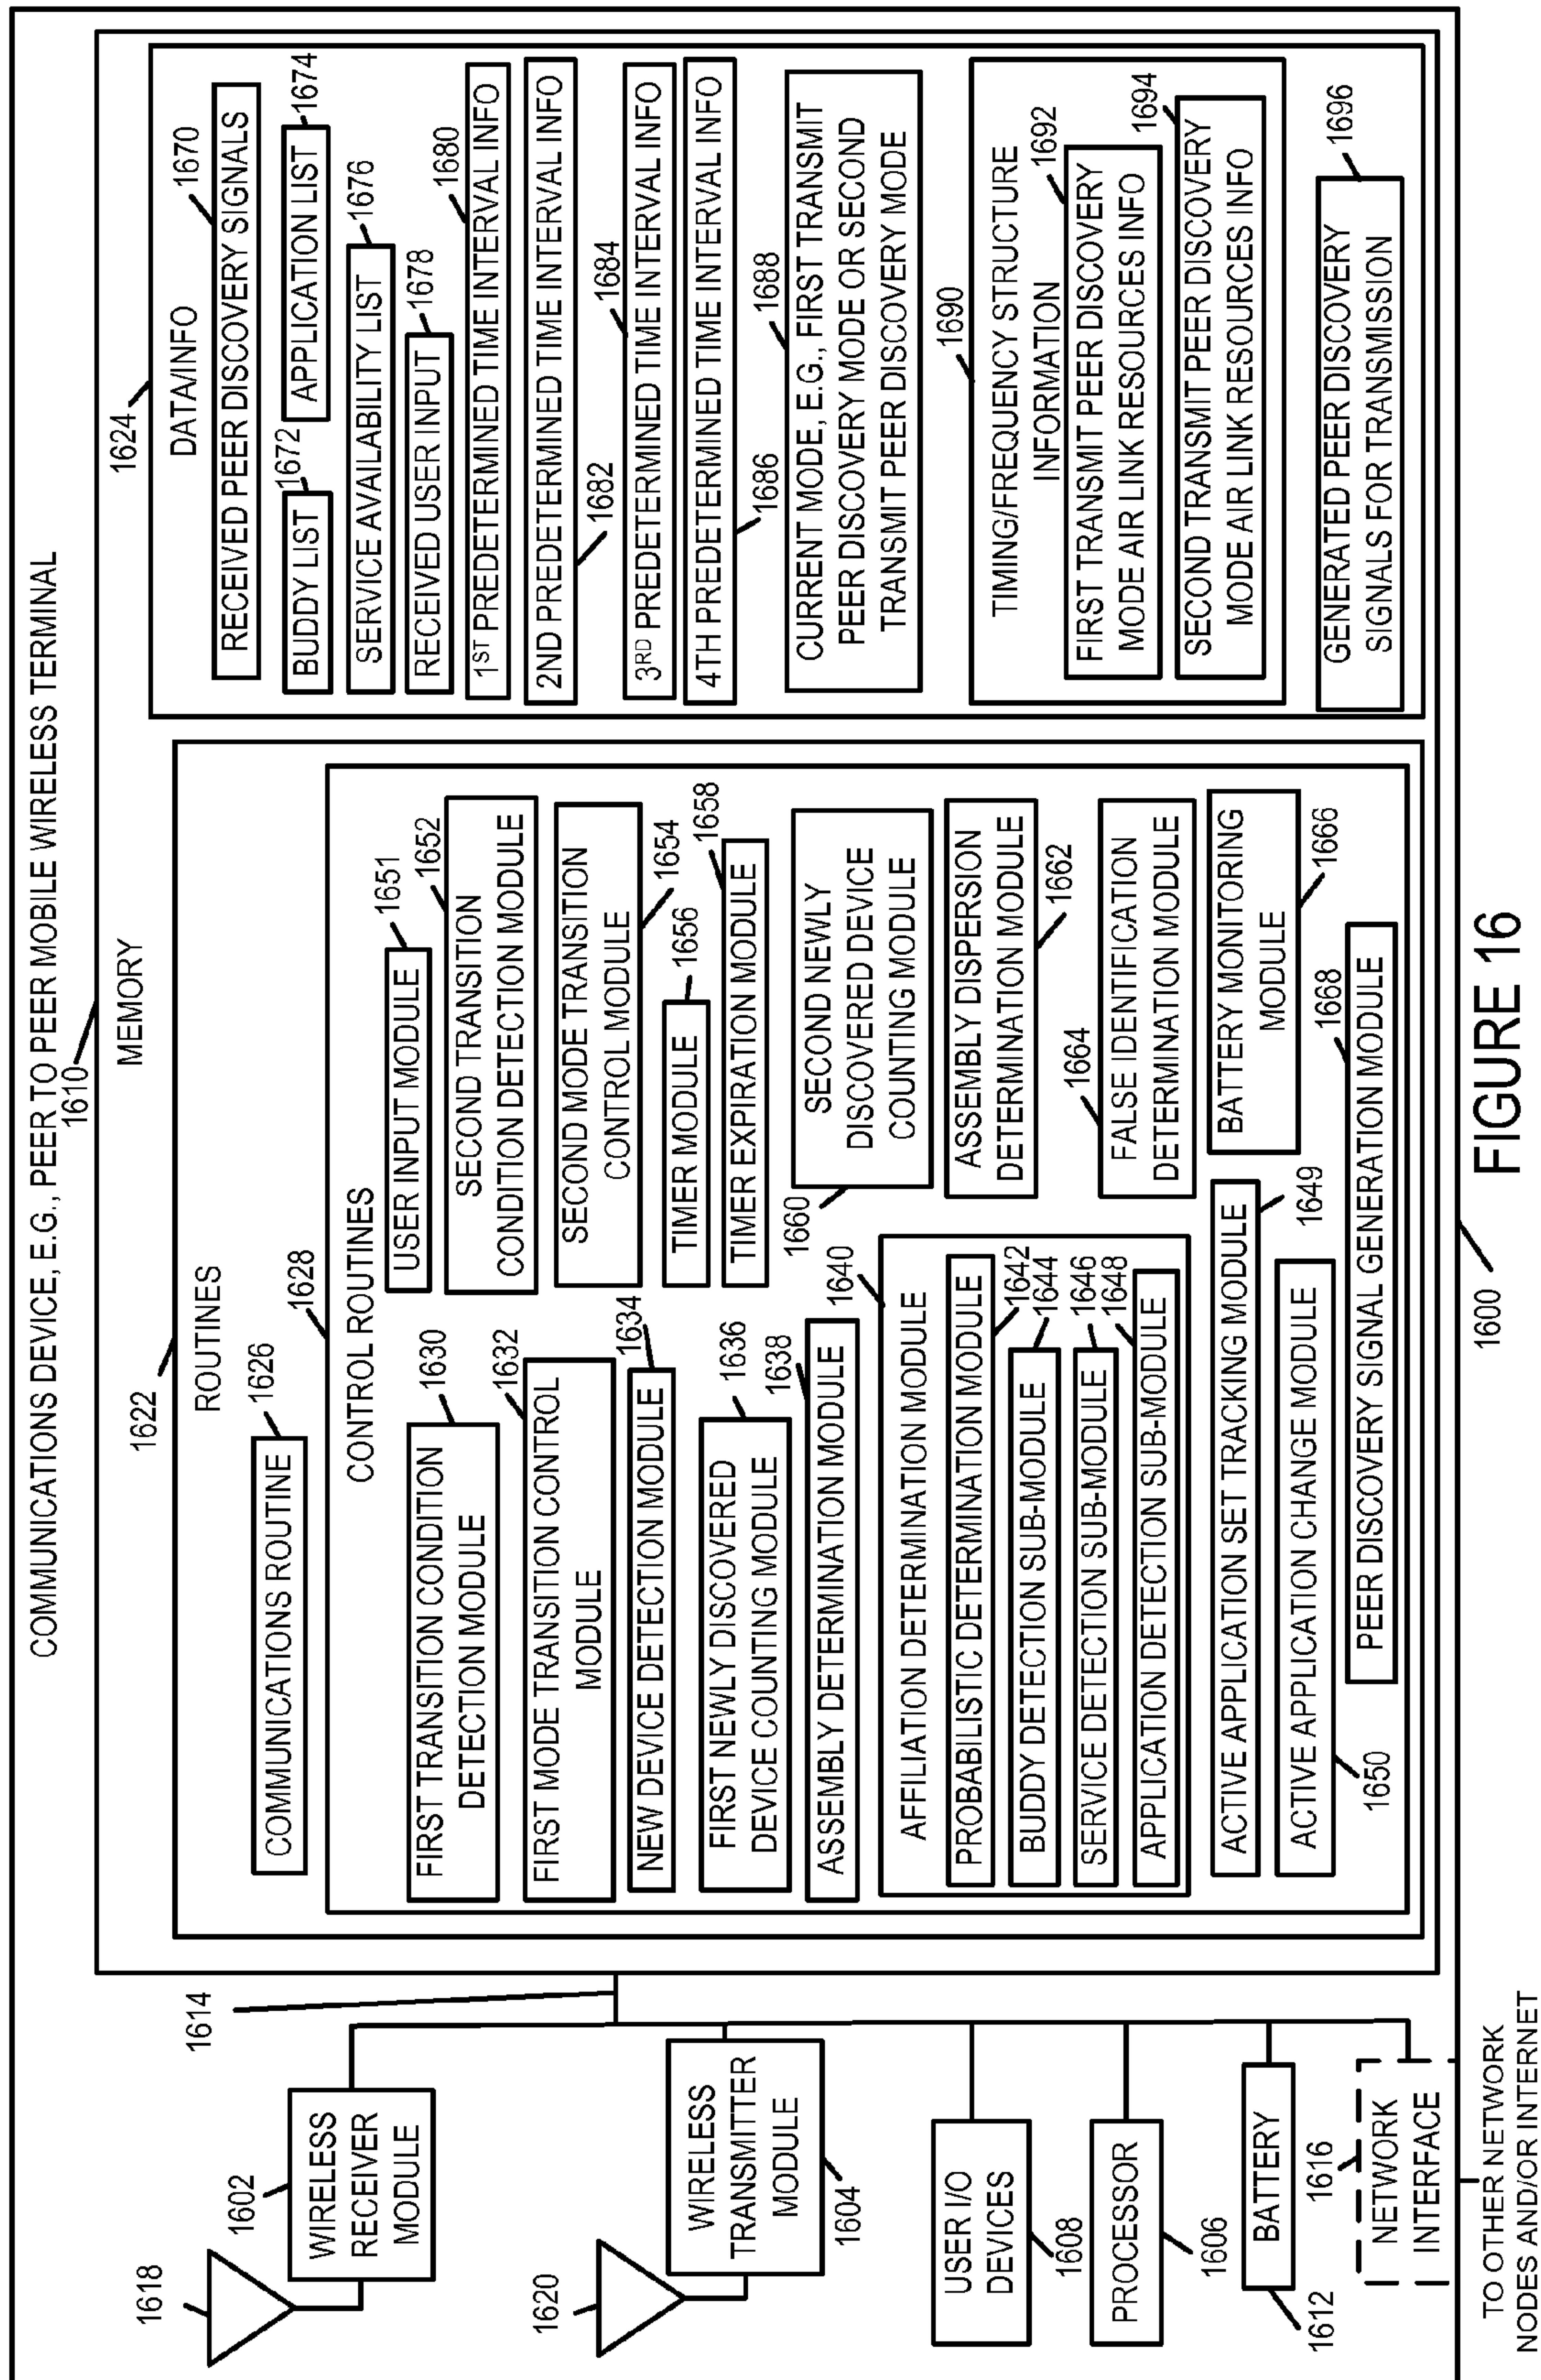 COMMUNICATIONS DEVICE, E.G., PEER TO PEER MOBILE WIRELESS TERMINAL
1610
MEMORY
1618
1602
WIRELESS
RECEIVER
MODULE
1614
1620
WIRELESS
TRANSMITTER
MODULE
1604
USER I/O
DEVICES
1608
PROCESSOR
1606
BATTERY
1612
1616
NETWORK
INTERFACE
TO OTHER NETWORK
NODES AND/OR INTERNET
1622
ROUTINES
COMMUNICATIONS ROUTINE
1626
1628
CONTROL ROUTINES
FIRST TRANSITION CONDITION
DETECTION MODULE
1630
1632
FIRST MODE TRANSITION CONTROL
MODULE
1634
NEW DEVICE DETECTION MODULE
1636
FIRST NEWLY DISCOVERED
DEVICE COUNTING MODULE
1638
ASSEMBLY DETERMINATION MODULE
1640
AFFILIATION DETERMINATION MODULE
PROBABILISTIC DETERMINATION MODULE
1642
BUDDY DETECTION SUB-MODULE
1644
SERVICE DETECTION SUB-MODULE
1646
APPLICATION DETECTION SUB-MODULE
1648
ACTIVE APPLICATION SET TRACKING MODULE
1649
ACTIVE APPLICATION CHANGE MODULE
1650
1651
USER INPUT MODULE
1652
SECOND TRANSITION
CONDITION DETECTION MODULE
SECOND MODE TRANSITION
CONTROL MODULE
1654
TIMER MODULE
1656
1658
TIMER EXPIRATION MODULE
SECOND NEWLY
DISCOVERED DEVICE
COUNTING MODULE
1660
ASSEMBLY DISPERSION
DETERMINATION MODULE
1662
1664
FALSE IDENTIFICATION
DETERMINATION MODULE
BATTERY MONITORING
MODULE
1666
1668
PEER DISCOVERY SIGNAL GENERATION MODULE
1624
DATA/INFO
1670
RECEIVED PEER DISCOVERY SIGNALS
BUDDY LIST
1672
APPLICATION LIST
1674
SERVICE AVAILABILITY LIST
1676
RECEIVED USER INPUT
1678
1680
1ST PREDETERMINED TIME INTERVAL INFO
2ND PREDETERMINED TIME INTERVAL INFO
1682
1684
3RD PREDETERMINED TIME INTERVAL INFO
4TH PREDETERMINED TIME INTERVAL INFO
1686
1688
CURRENT MODE, E.G., FIRST TRANSMIT
PEER DISCOVERY MODE OR SECOND
TRANSMIT PEER DISCOVERY MODE
1690
TIMING/FREQUENCY STRUCTURE
INFORMATION
1692
FIRST TRANSMIT PEER DISCOVERY
MODE AIR LINK RESOURCES INFO
1694
SECOND TRANSMIT PEER DISCOVERY
MODE AIR LINK RESOURCES INFO
GENERATED PEER DISCOVERY
SIGNALS FOR TRANSMISSION
1696
1600
FIGURE 16